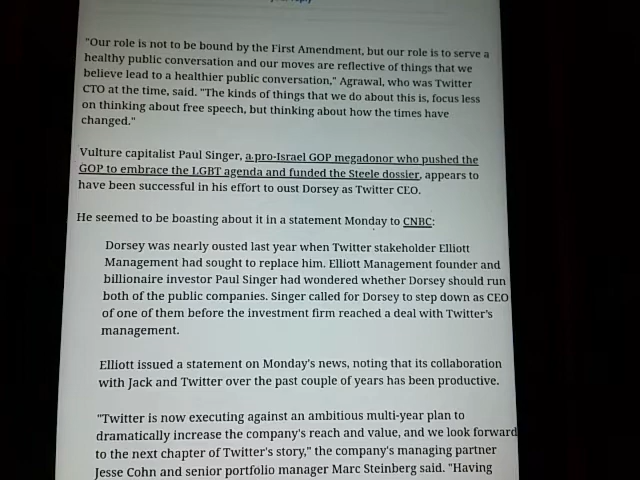 "Our role is not to be bound by the First Amendment, but our role is to serve a
healthy public conversation and our moves are reflective of things that we
believe lead to a healthier public conversation," Agrawal, who was Twitter
CTO at the time, said. "The kinds of things that we do about this is, focus less
on thinking about free speech, but thinking about how the times have
changed."
Vulture capitalist Paul Singer, a pro-Israel GOP megadonor who pushed the
GOP to embrace the LGBT agenda and funded the Steele dossier, appears to
have been successful in his effort to oust Dorsey as Twitter CEO.
He seemed to be boasting about it in a statement Monday to CNBC:
Dorsey was nearly ousted last year when Twitter stakeholder Elliott
Management had sought to replace him. Elliott Management founder and
billionaire investor Paul Singer had wondered whether Dorsey should run
both of the public companies. Singer called for Dorsey to step down as CEO
of one of them before the investment firm reached a deal with Twitter's
management.
Elliott issued a statement on Monday's news, noting that its collaboration
with Jack and Twitter over the past couple of years has been productive.
"Twitter is now executing against an ambitious multi-year plan to
dramatically increase the company's reach and value, and we look forward
to the next chapter of Twitter's story," the company's managing partner
Jesse Cohn and senior portfolio manager Marc Steinberg said. "Having